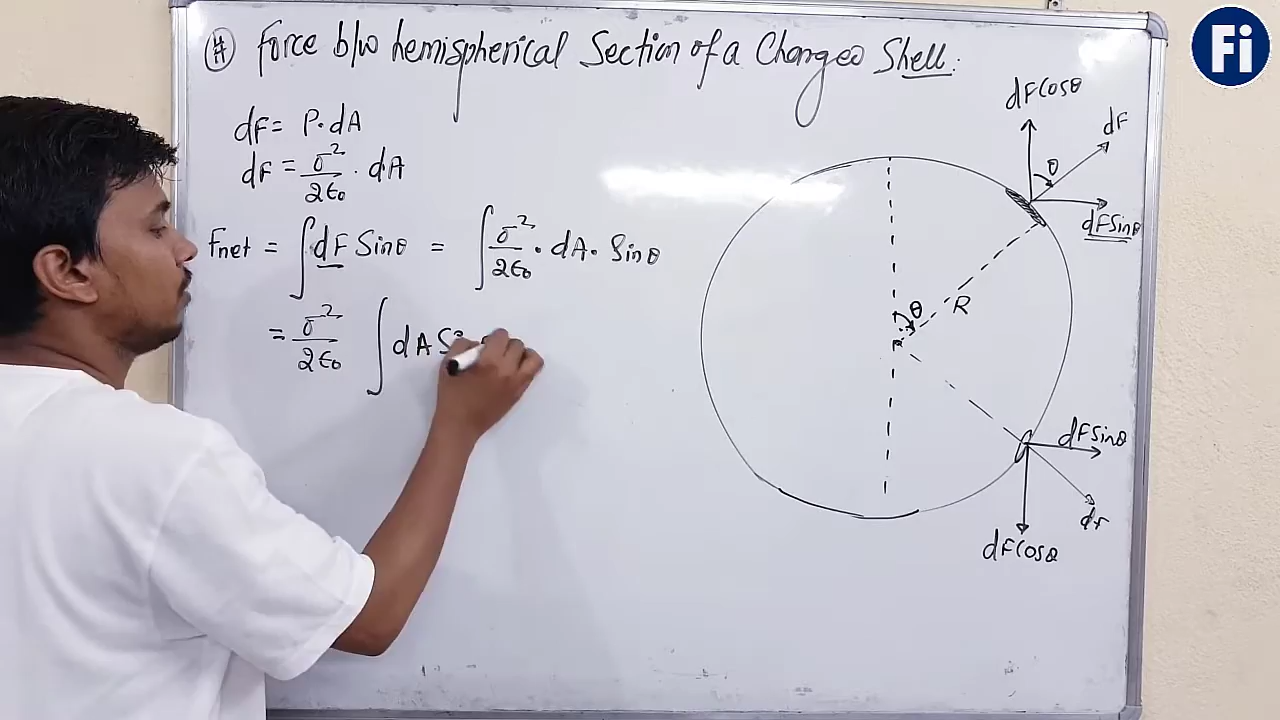 # Force b/w hemispherical Section of a Charged Shell:
Fi
dF = P · dA
dF = σ²/2ϵ₀ · dA
Fnet = ∫ dF Sinθ = ∫ σ²/2ϵ₀ · dA · Sinθ
= σ²/2ϵ₀ ∫ dA
dFCosθ
dF
θ
dFSinθ
R
θ
dFSinθ
dF
dFCosθ